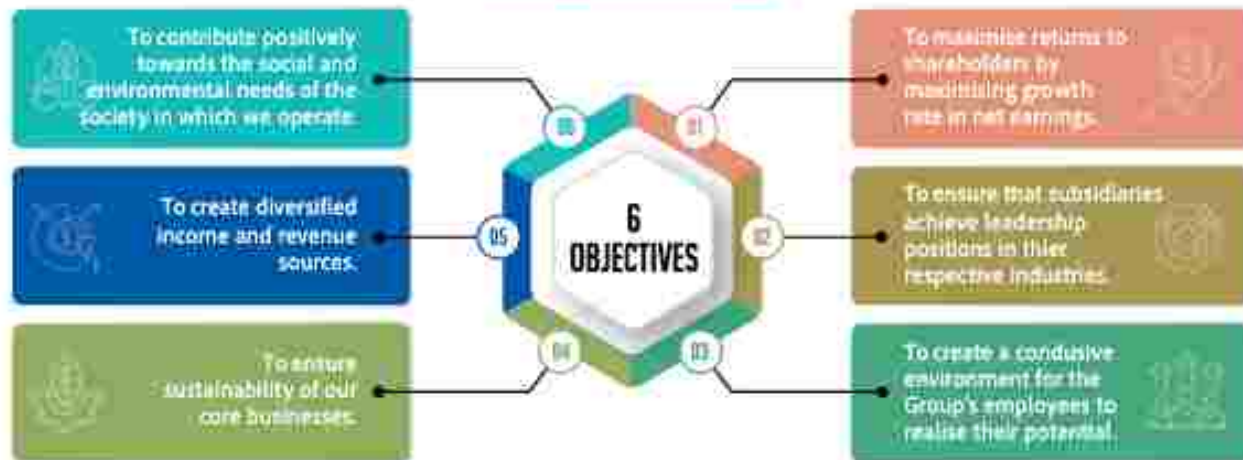 To contribute positively
towards the social and
environmental needs of the
society in which we operate.
06
To create diversified
income and revenue
sources.
05
To ensure
sustainability of our
core businesses.
04
6
OBJECTIVES
01
To maximise returns to
shareholders by
maximising growth
rate in net earnings.
02
To ensure that subsidiaries
achieve leadership
positions in thier
respective industries.
03
To create a condusive
environment for the
Group's employees to
realise their potential.